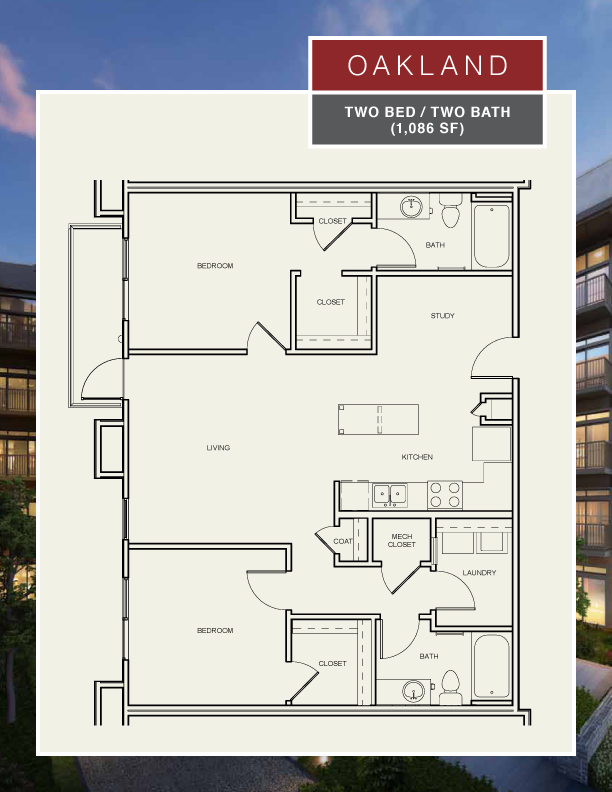 OAKLAND
TWO BED / TWO BATH
(1,086 SF)
CLOSET
BATH
BEDROOM
CLOSET
STUDY
LIVING
KITCHEN
COAT
MECH
CLOSET
LAUNDRY
BEDROOM
CLOSET
BATH